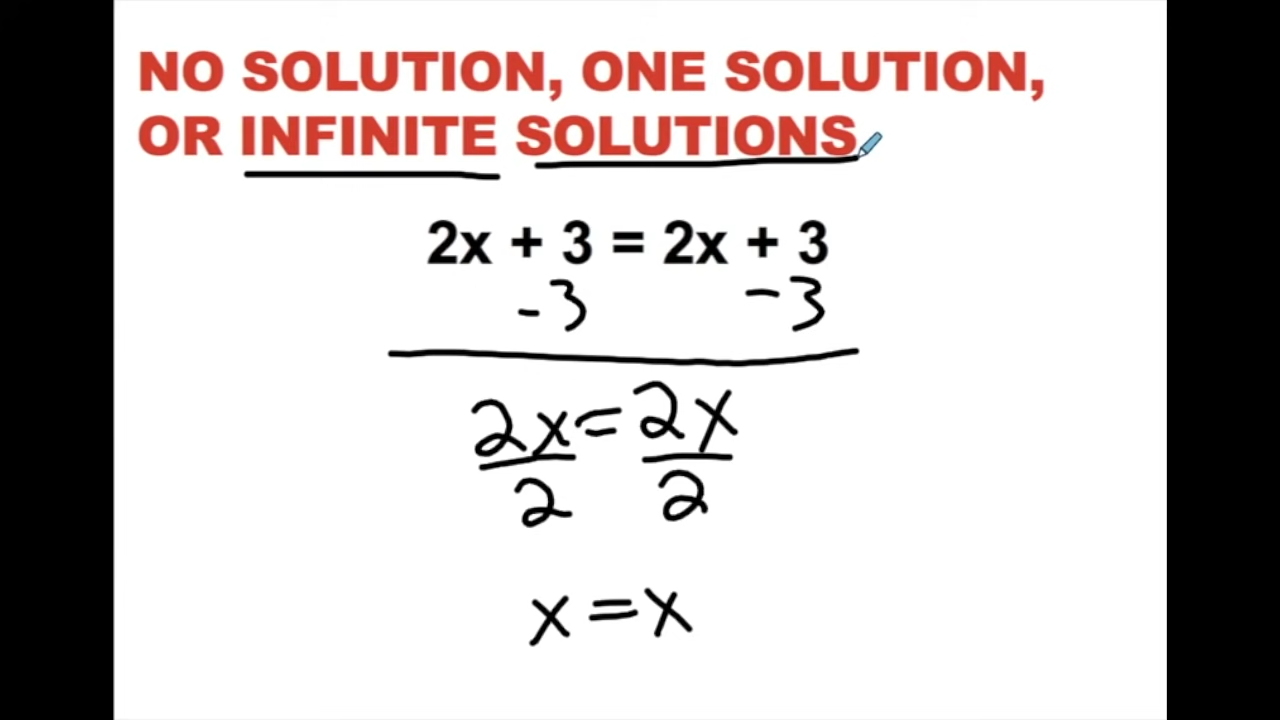 NO SOLUTION, ONE SOLUTION,
OR INFINITE SOLUTIONS
2x + 3 = 2x + 3
-3 -3
2x = 2x
2 2
x = x